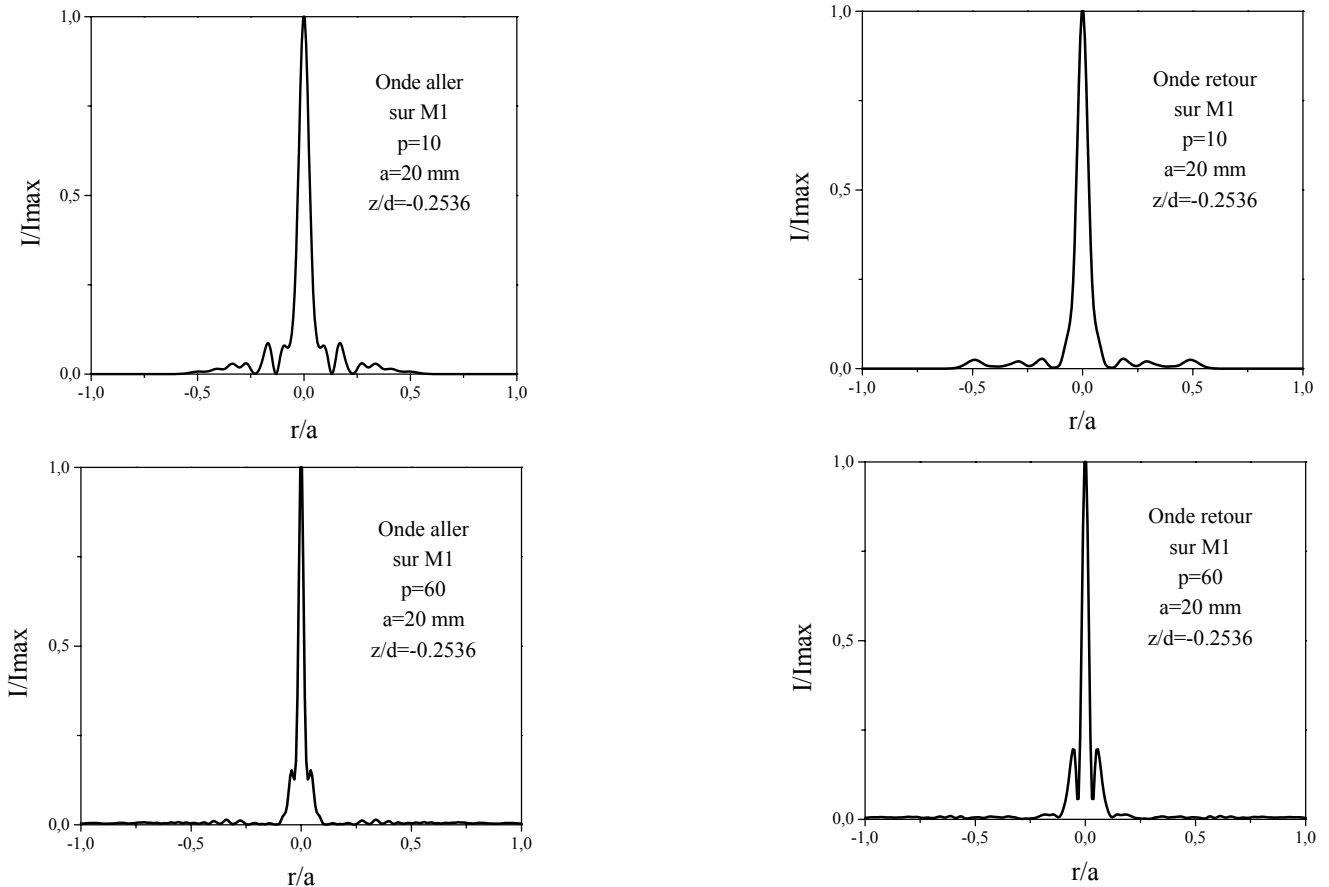 1,0
0,5
0,0
I/Imax
Onde aller
sur M1
p=10
a=20 mm
z/d=-0.2536
-1,0 -0,5 0,0 0,5 1,0
r/a
1,0
0,5
0,0
I/Imax
Onde retour
sur M1
p=10
a=20 mm
z/d=-0.2536
-1,0 -0,5 0,0 0,5 1,0
r/a
1,0
0,5
0,0
I/Imax
Onde aller
sur M1
p=60
a=20 mm
z/d=-0.2536
-1,0 -0,5 0,0 0,5 1,0
r/a
1,0
0,5
0,0
I/Imax
Onde retour
sur M1
p=60
a=20 mm
z/d=-0.2536
-1,0 -0,5 0,0 0,5 1,0
r/a